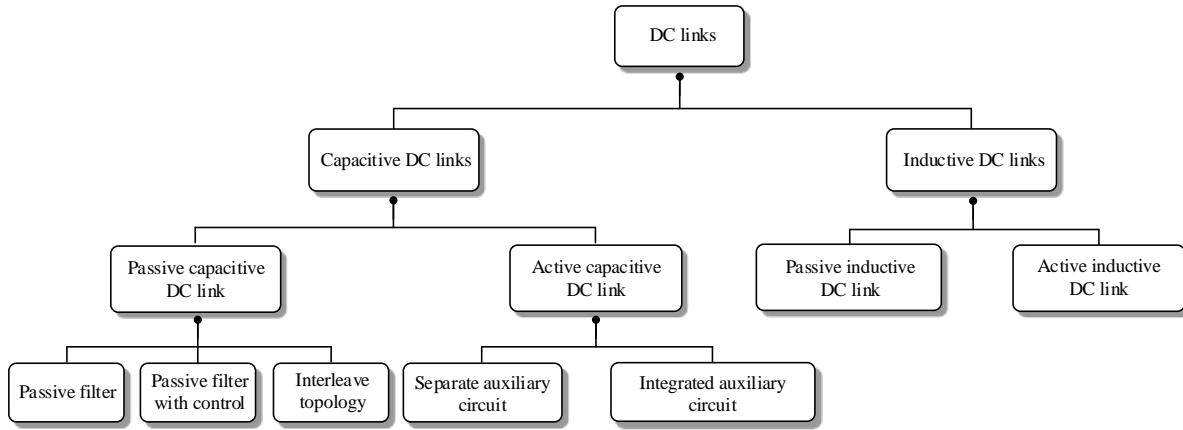 DC links
Capacitive DC links
Inductive DC links
Passive capacitive
DC link
Active capacitive
DC link
Passive inductive
DC link
Active inductive
DC link
Passive filter
Passive filter
with control
Interleave
topology
Separate auxiliary
circuit
Integrated auxiliary
circuit